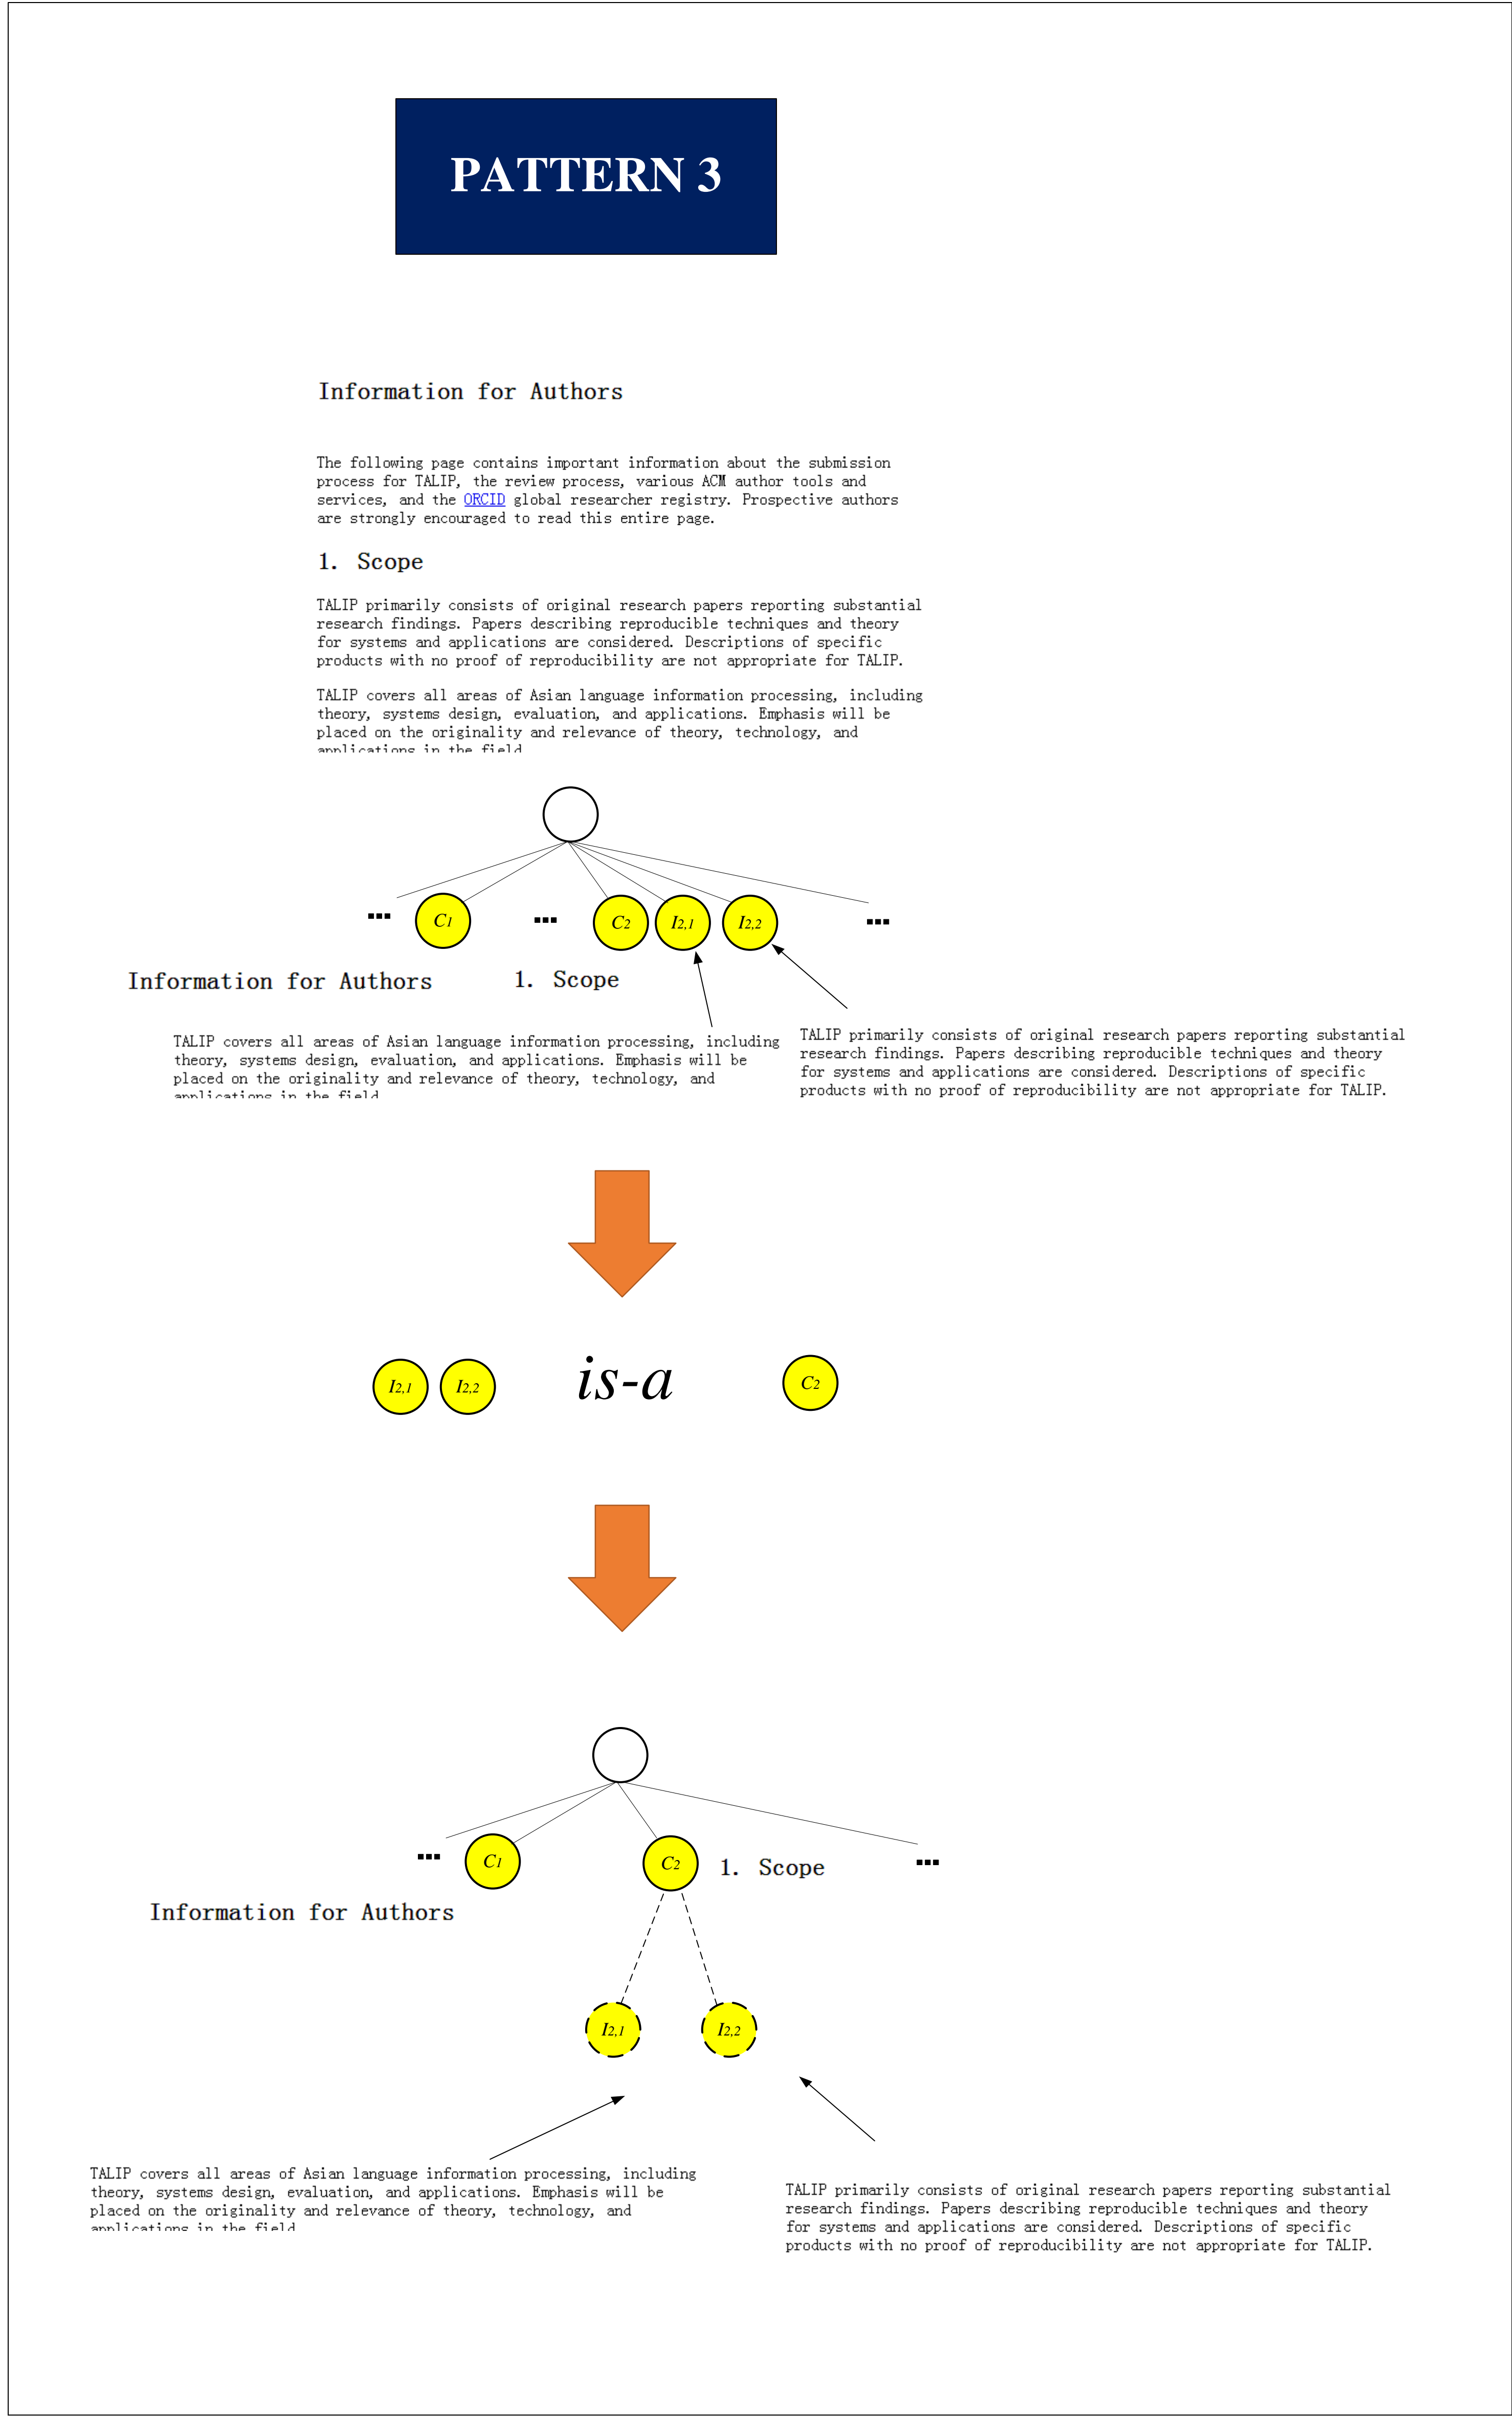 PATTERN 3
Information for Authors
The following page contains important information about the submission
process for TALIP, the review process, various ACM author tools and
services, and the ORCID global researcher registry. Prospective authors
are strongly encouraged to read this entire page.
1. Scope
TALIP primarily consists of original research papers reporting substantial
research findings. Papers describing reproducible techniques and theory
for systems and applications are considered. Descriptions of specific
products with no proof of reproducibility are not appropriate for TALIP.
TALIP covers all areas of Asian language information processing, including
theory, systems design, evaluation, and applications. Emphasis will be
placed on the originality and relevance of theory, technology, and
applications in the field
... C1 ... C2 I2,1 I2,2 ...
Information for Authors
1. Scope
TALIP covers all areas of Asian language information processing, including
theory, systems design, evaluation, and applications. Emphasis will be
placed on the originality and relevance of theory, technology, and
applications in the field
TALIP primarily consists of original research papers reporting substantial
research findings. Papers describing reproducible techniques and theory
for systems and applications are considered. Descriptions of specific
products with no proof of reproducibility are not appropriate for TALIP.
I2,1 I2,2 is-a C2
... C1 C2 1. Scope ...
Information for Authors
I2,1 I2,2
TALIP covers all areas of Asian language information processing, including
theory, systems design, evaluation, and applications. Emphasis will be
placed on the originality and relevance of theory, technology, and
applications in the field
TALIP primarily consists of original research papers reporting substantial
research findings. Papers describing reproducible techniques and theory
for systems and applications are considered. Descriptions of specific
products with no proof of reproducibility are not appropriate for TALIP.